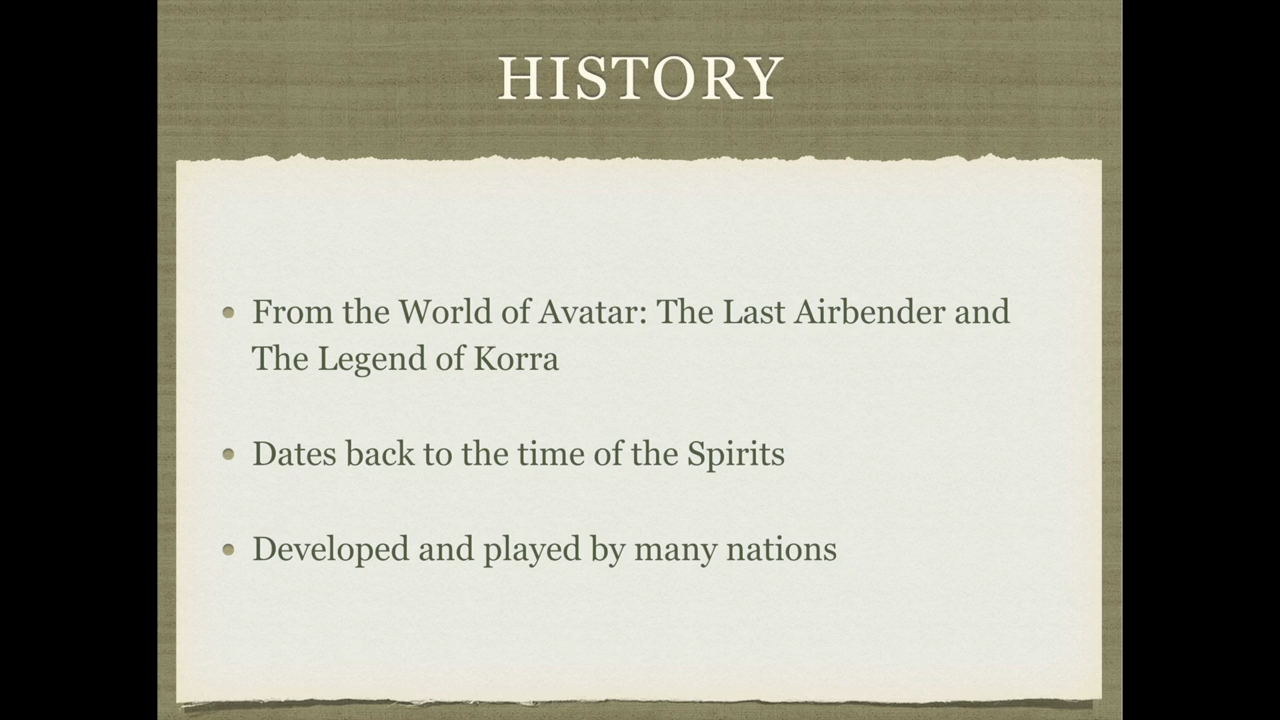 HISTORY
• From the World of Avatar: The Last Airbender and
The Legend of Korra
• Dates back to the time of the Spirits
• Developed and played by many nations